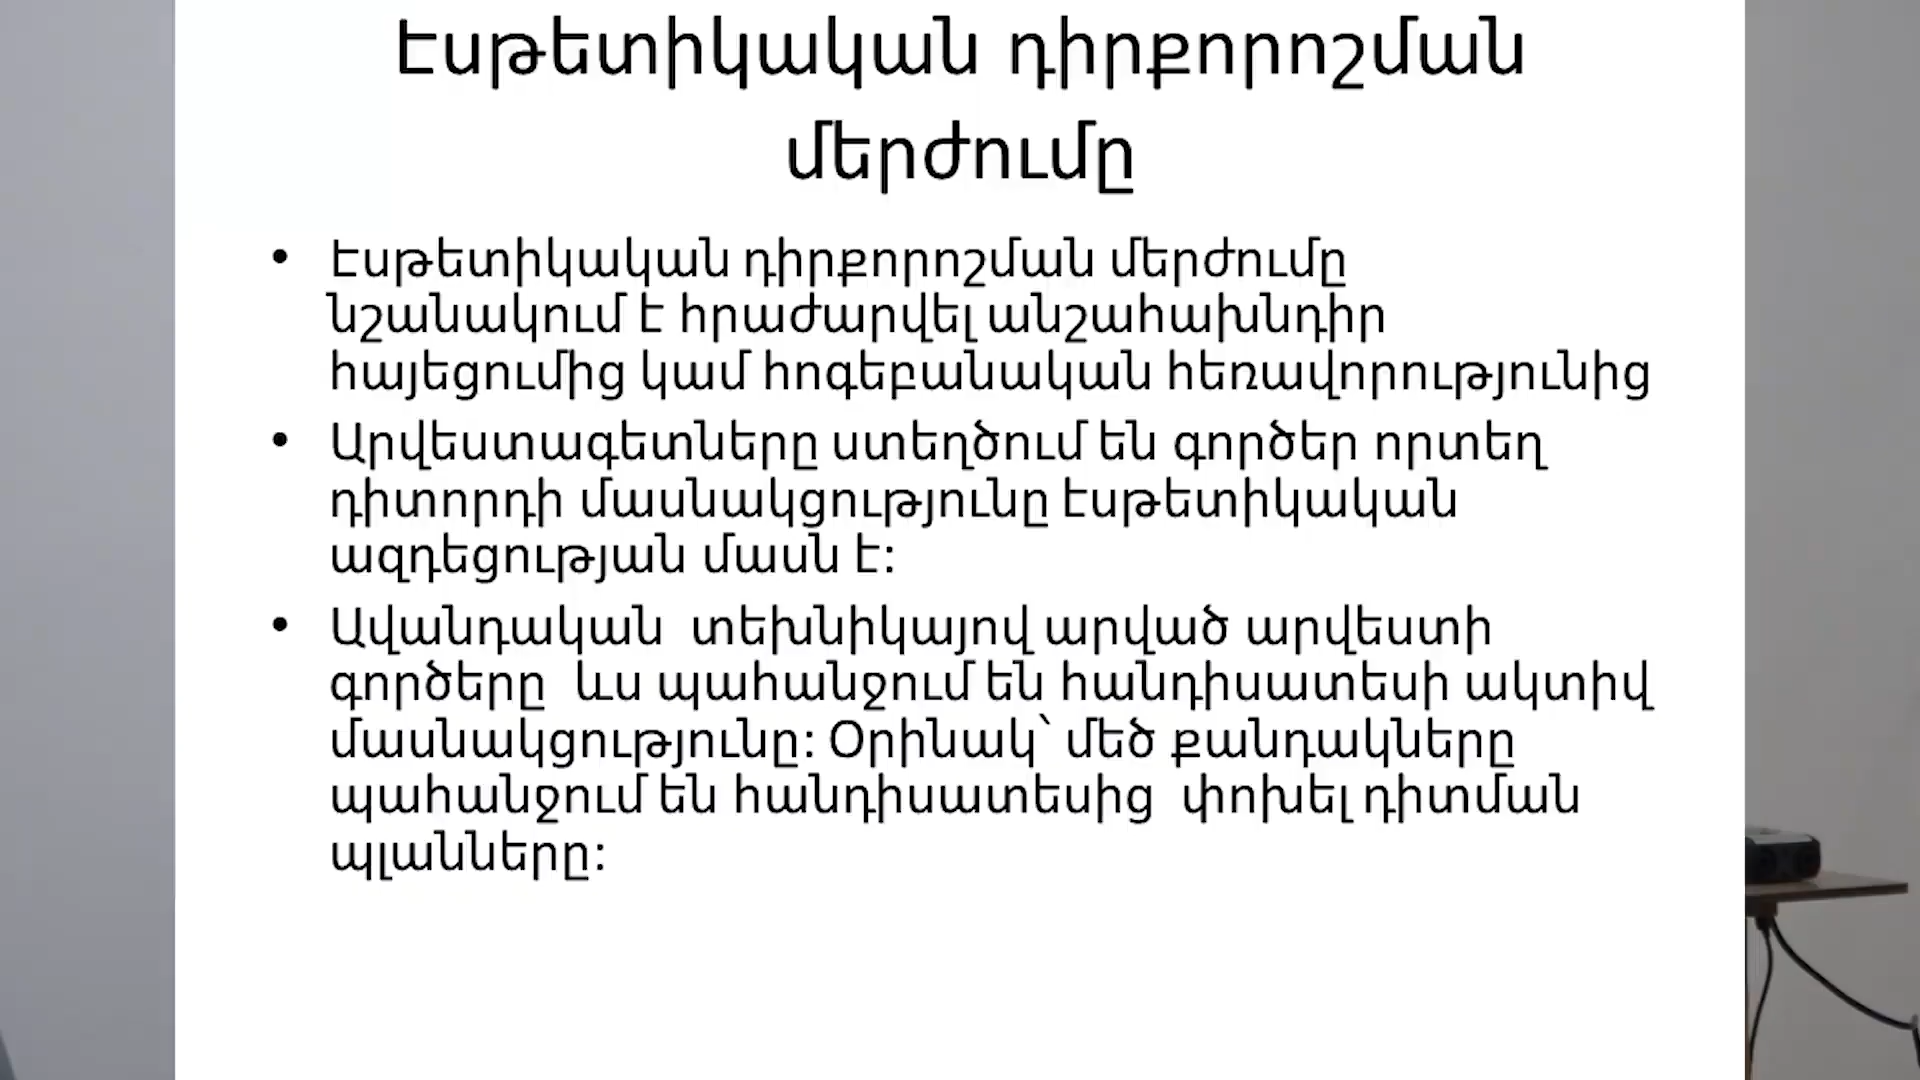 Էսթետիկական դիրքորոշման
մերժումը
• Էսթետիկական դիրքորոշման մերժումը
նշանակում է հրաժարվել անշահախնդիր
հայեցումից կամ հոգեբանական հեռավորությունից
• Արվեստագետները ստեղծում են գործեր որտեղ
դիտորդի մասնակցությունը էսթետիկական
ազդեցության մասն է:
• Ավանդական տեխնիկայով արված արվեստի
գործերը ևս պահանջում են հանդիսատեսի ակտիվ
մասնակցությունը: Օրինակ՝ մեծ քանդակները
պահանջում են հանդիսատեսից փոխել դիտման
պլանները: